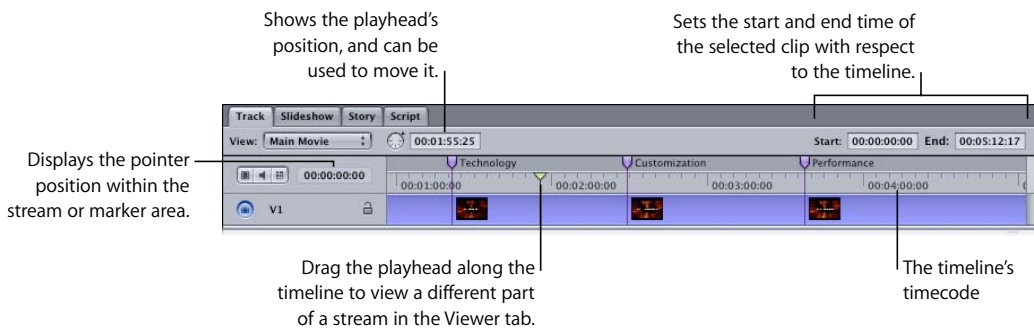 Shows the playhead's
position, and can be
used to move it.
Sets the start and end time of
the selected clip with respect
to the timeline.
Track Slideshow Story Script
View: Main Movie 00:01:55:25 Start: 00:00:00:00 End: 00:05:12:17
Displays the pointer
position within the
stream or marker area.
00:00:00:00
Technology Customization Performance
00:01:00:00 00:02:00:00 00:03:00:00 00:04:00:00
V1
Drag the playhead along the
timeline to view a different part
of a stream in the Viewer tab.
The timeline's
timecode